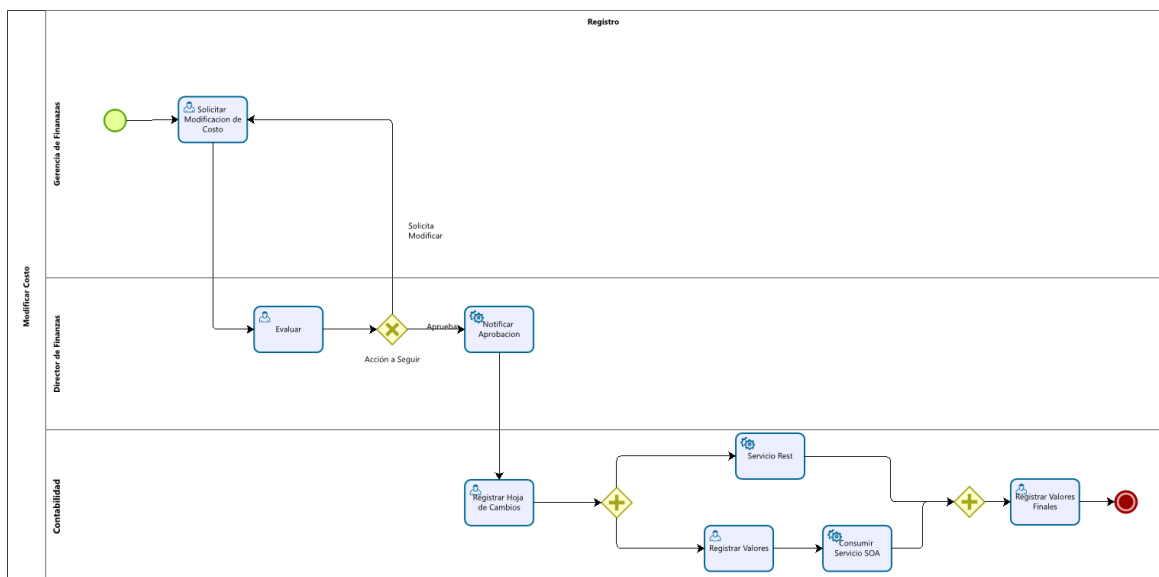 Registro
Modificar Costo
Gerencia de Finanazas
Solicitar
Modificacion de
Costo
Solicita
Modificar
Director de Finanzas
Evaluar
Acción a Seguir
Aprueba
Notificar
Aprobacion
Contabilidad
Registrar Hoja
de Cambios
Servicio Rest
Registrar Valores
Consumir
Servicio SOA
Registrar Valores
Finales